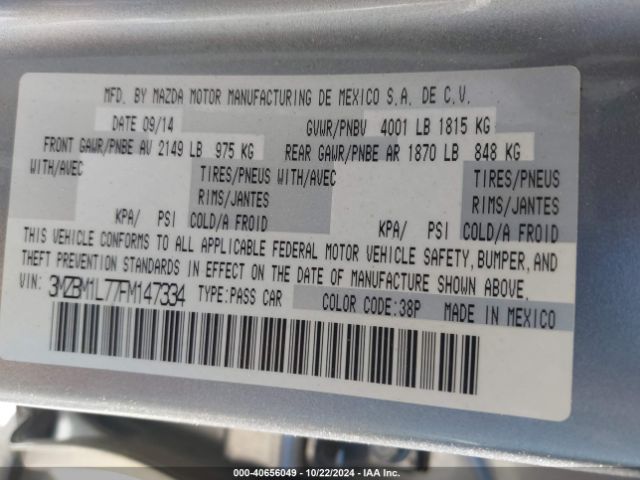 MFD. BY MAZDA MOTOR MANUFACTURING DE MEXICO S.A. DE C.V.
DATE 09/14 GVWR/PNBV 4001 LB 1815 KG
FRONT GAWR/PNBE AV 2149 LB 975 KG REAR GAWR/PNBE AR 1870 LB 848 KG
WITH/AVEC TIRES/PNEUS WITH/AVEC TIRES/PNEUS
RIMS/JANTES RIMS/JANTES
KPA/ PSI COLD/A FROID KPA/ PSI COLD/A FROID
THIS VEHICLE CONFORMS TO ALL APPLICABLE FEDERAL MOTOR VEHICLE SAFETY, BUMPER, AND
THEFT PREVENTION STANDARDS IN EFFECT ON THE DATE OF MANUFACTURE SHOWN ABOVE.
VIN: 3MZBM1L77FM147334 TYPE:PASS CAR COLOR CODE:38P MADE IN MEXICO
000-40656049 - 10/22/2024 - IAA Inc.